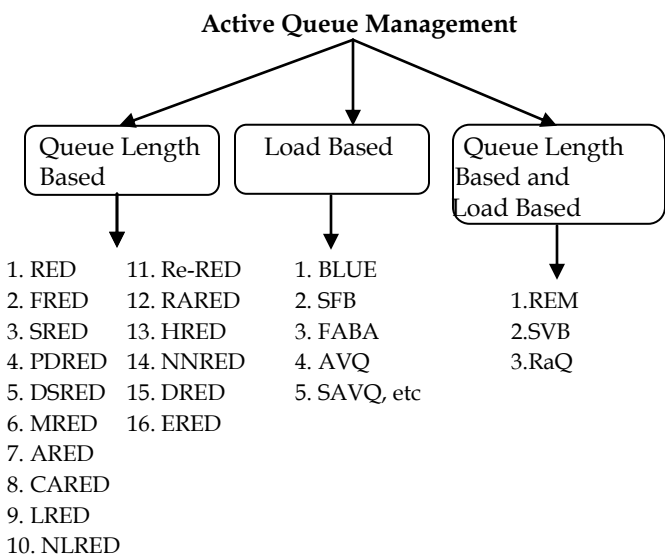 Active Queue Management
Queue Length
Based
Load Based
Queue Length
Based and
Load Based
1. RED
2. FRED
3. SRED
4. PDRED
5. DSRED
6. MRED
7. ARED
8. CARED
9. LRED
10. NLRED
11. Re-RED
12. RARED
13. HRED
14. NNRED
15. DRED
16. ERED
1. BLUE
2. SFB
3. FABA
4. AVQ
5. SAVQ, etc
1.REM
2.SVB
3.RaQ